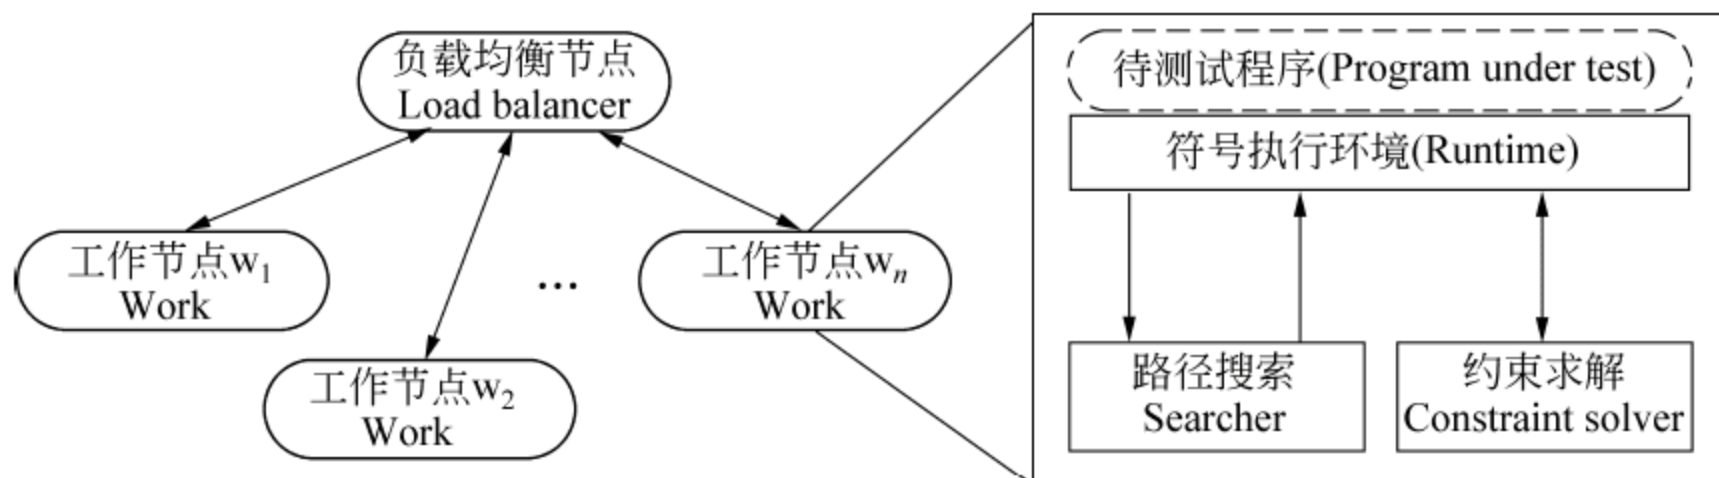 负载均衡节点
Load balancer
工作节点w1
Work
工作节点w2
Work
...
工作节点wn
Work
待测试程序(Program under test)
符号执行环境(Runtime)
路径搜索
Searcher
约束求解
Constraint solver